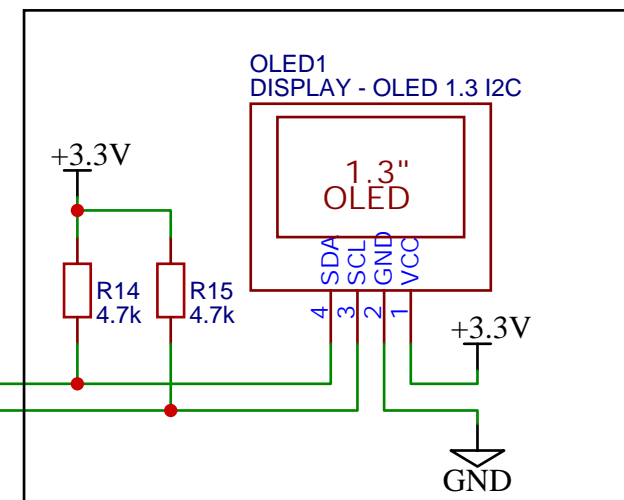 OLED1
DISPLAY - OLED 1.3 I2C
+3.3V
1.3"
OLED
SDA
SCL
GND
VCC
R14
4.7k
R15
4.7k
4
3
2
1
+3.3V
GND